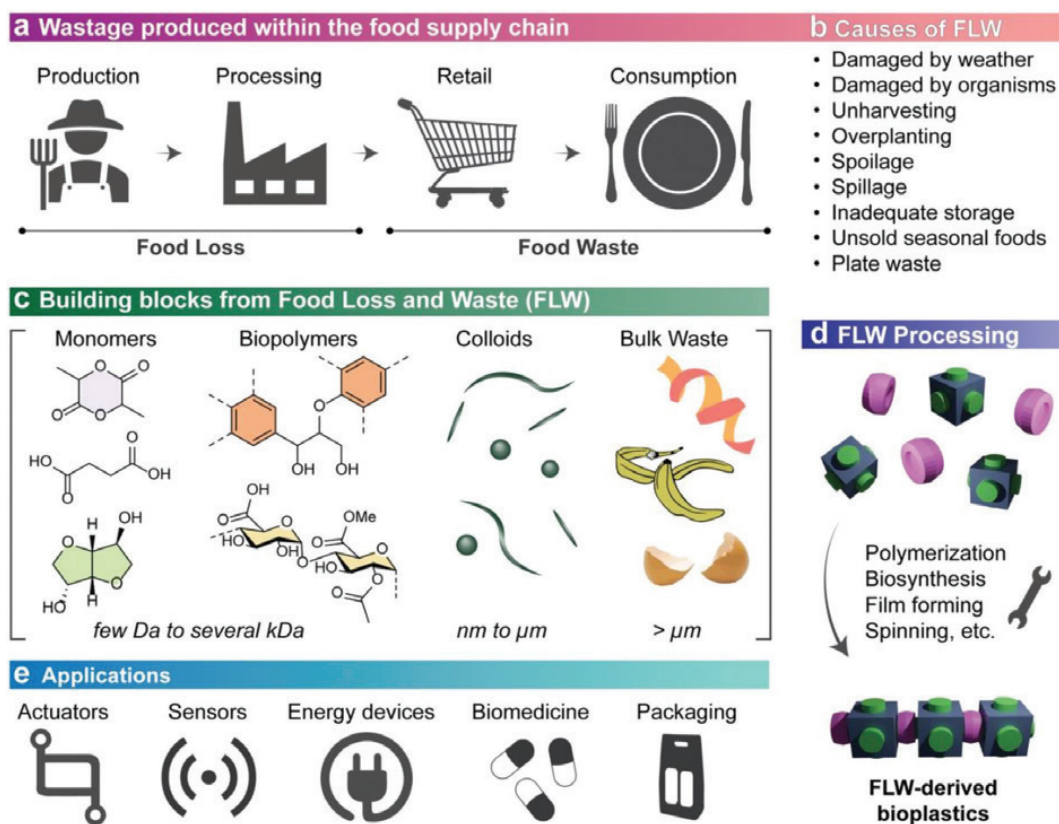 a Wastage produced within the food supply chain
Production
Processing
Retail
Consumption
Food Loss
Food Waste
b Causes of FLW
• Damaged by weather
• Damaged by organisms
• Unharvesting
• Overplanting
• Spoilage
• Spillage
• Inadequate storage
• Unsold seasonal foods
• Plate waste
c Building blocks from Food Loss and Waste (FLW)
Monomers
Biopolymers
Colloids
Bulk Waste
O
O
O
O
O
HO
OH
O
H
OH
O
O
HO
H
O
OH
HO
OH
O
O
OH
HO
OH
O
O
O
OMe
O
HO
O
O
O
few Da to several kDa
nm to µm
> µm
d FLW Processing
Polymerization
Biosynthesis
Film forming
Spinning, etc.
FLW-derived
bioplastics
e Applications
Actuators
Sensors
Energy devices
Biomedicine
Packaging